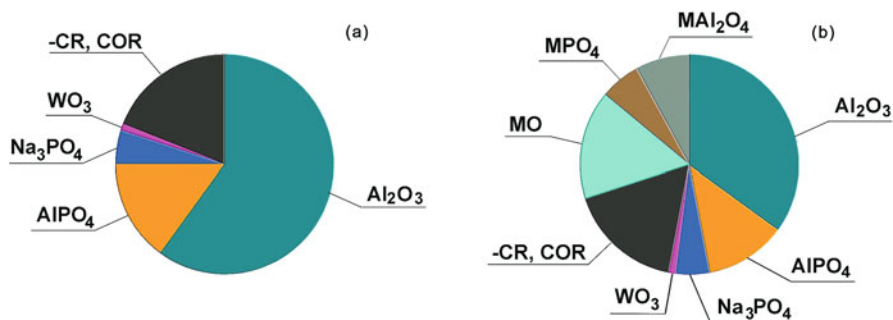 (a)
-CR, COR
WO₃
Na₃PO₄
AlPO₄
Al₂O₃
(b)
MAl₂O₄
MPO₄
MO
-CR, COR
WO₃
Na₃PO₄
AlPO₄
Al₂O₃